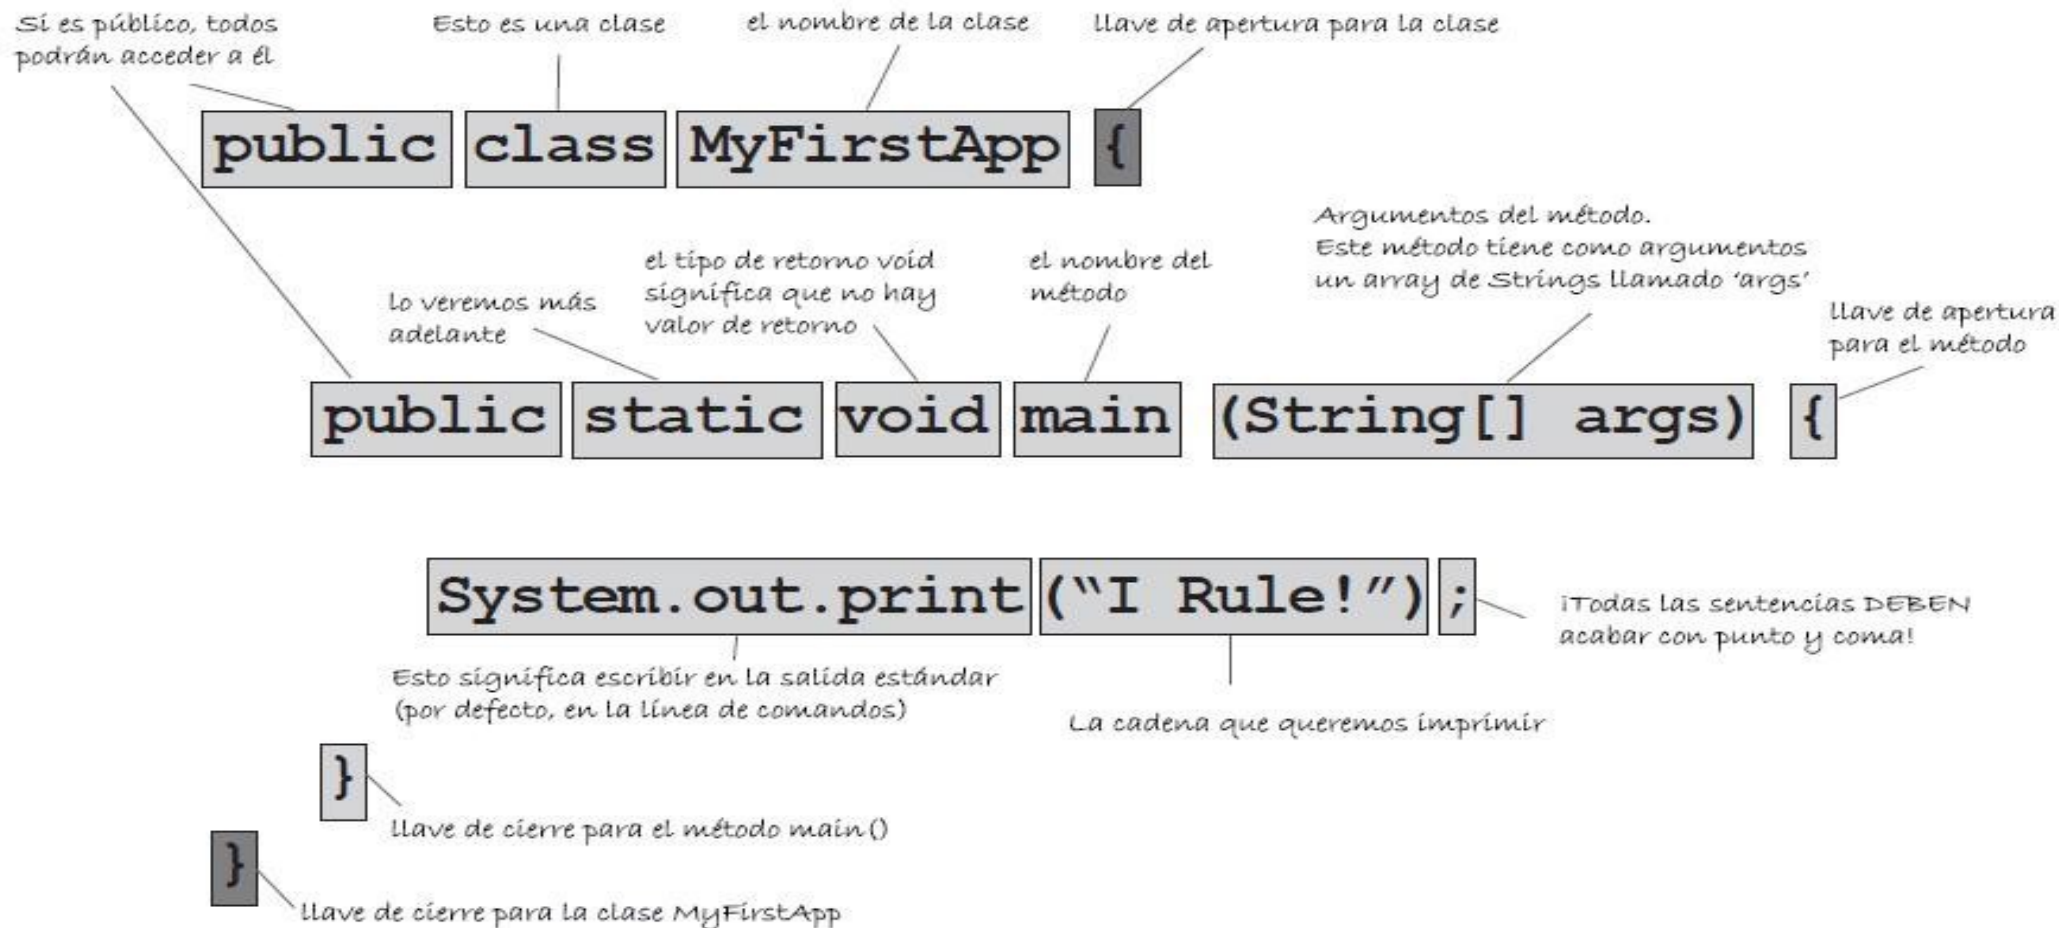 Si es público, todos
podrán acceder a él
Esto es una clase
el nombre de la clase
llave de apertura para la clase
public class MyFirstApp {
lo veremos más
adelante
el tipo de retorno void
significa que no hay
valor de retorno
el nombre del
método
Argumentos del método.
Este método tiene como argumentos
un array de Strings llamado ‘args’
llave de apertura
para el método
public static void main (String[] args) {
System.out.print (“I Rule!”) ;
¡Todas las sentencias DEBEN
acabar con punto y coma!
Esto significa escribir en la salida estándar
(por defecto, en la línea de comandos)
La cadena que queremos imprimir
}
llave de cierre para el método main()
}
llave de cierre para la clase MyFirstApp